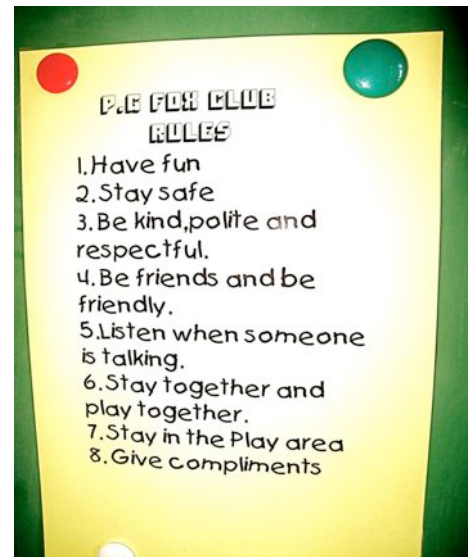 P.G FOX CLUB
RULES
1.Have fun
2.Stay safe
3.Be kind,polite and
respectful.
4.Be friends and be
friendly.
5.Listen when someone
is talking.
6.Stay together and
play together.
7.Stay in the Play area
8.Give compliments